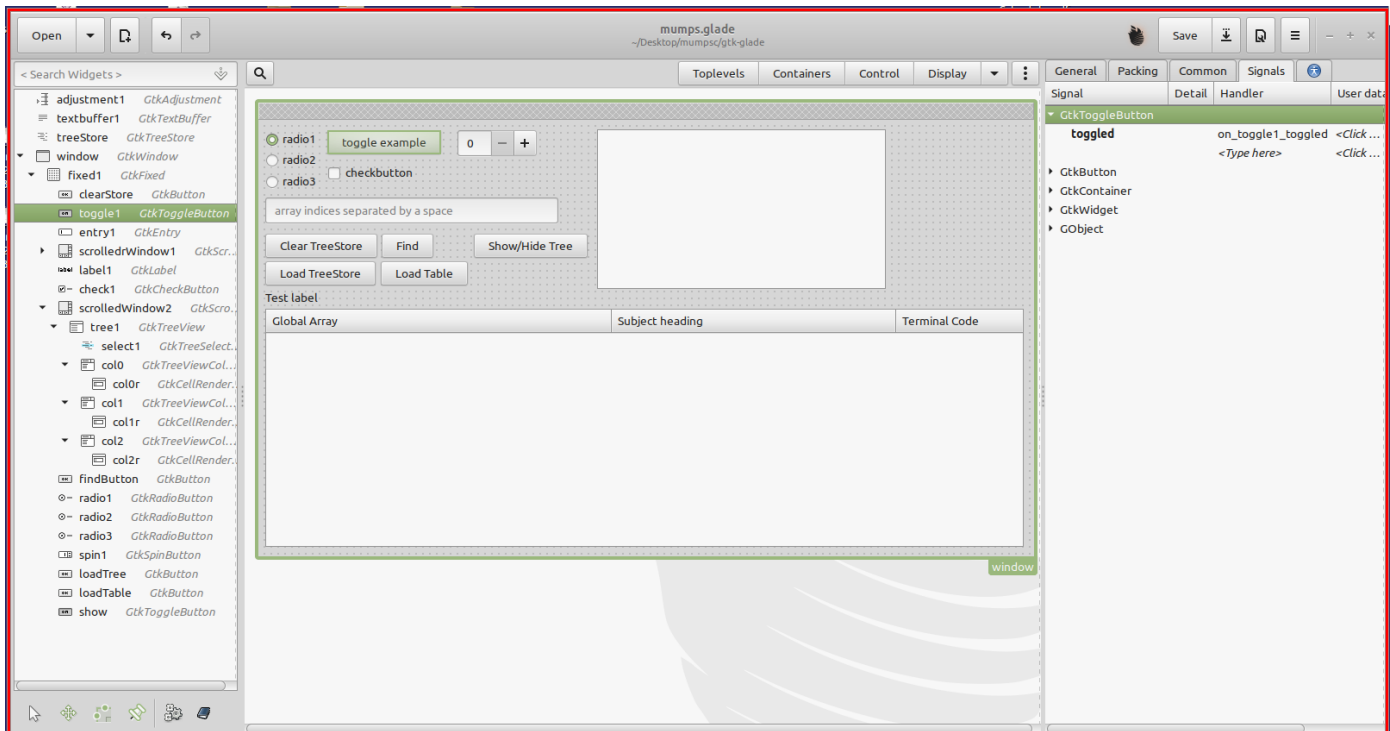 Open
mumps.glade
~/Desktop/mumpsc/gtk-glade
Save
< Search Widgets >
adjustment1 GtkAdjustment
textbuffer1 GtkTextBuffer
treeStore GtkTreeStore
window GtkWindow
fixed1 GtkFixed
clearStore GtkButton
toggle1 GtkToggleButton
entry1 GtkEntry
scrolledrWindow1 GtkScr...
label1 GtkLabel
check1 GtkCheckButton
scrolledWindow2 GtkScro...
tree1 GtkTreeView
select1 GtkTreeSelect...
col0 GtkTreeViewCol...
col0r GtkCellRender...
col1 GtkTreeViewCol...
col1r GtkCellRender...
col2 GtkTreeViewCol...
col2r GtkCellRender...
findButton GtkButton
radio1 GtkRadioButton
radio2 GtkRadioButton
radio3 GtkRadioButton
spin1 GtkSpinButton
loadTree GtkButton
loadTable GtkButton
show GtkToggleButton
Toplevels Containers Control Display
radio1 toggle example 0 − +
radio2 checkbutton
radio3
array indices separated by a space
Clear TreeStore Find Show/Hide Tree
Load TreeStore Load Table
Test label
Global Array Subject heading Terminal Code
window
General Packing Common Signals
Signal Detail Handler User data
GtkToggleButton
toggled on_toggle1_toggled <Click ...
<Type here> <Click ...
GtkButton
GtkContainer
GtkWidget
GObject